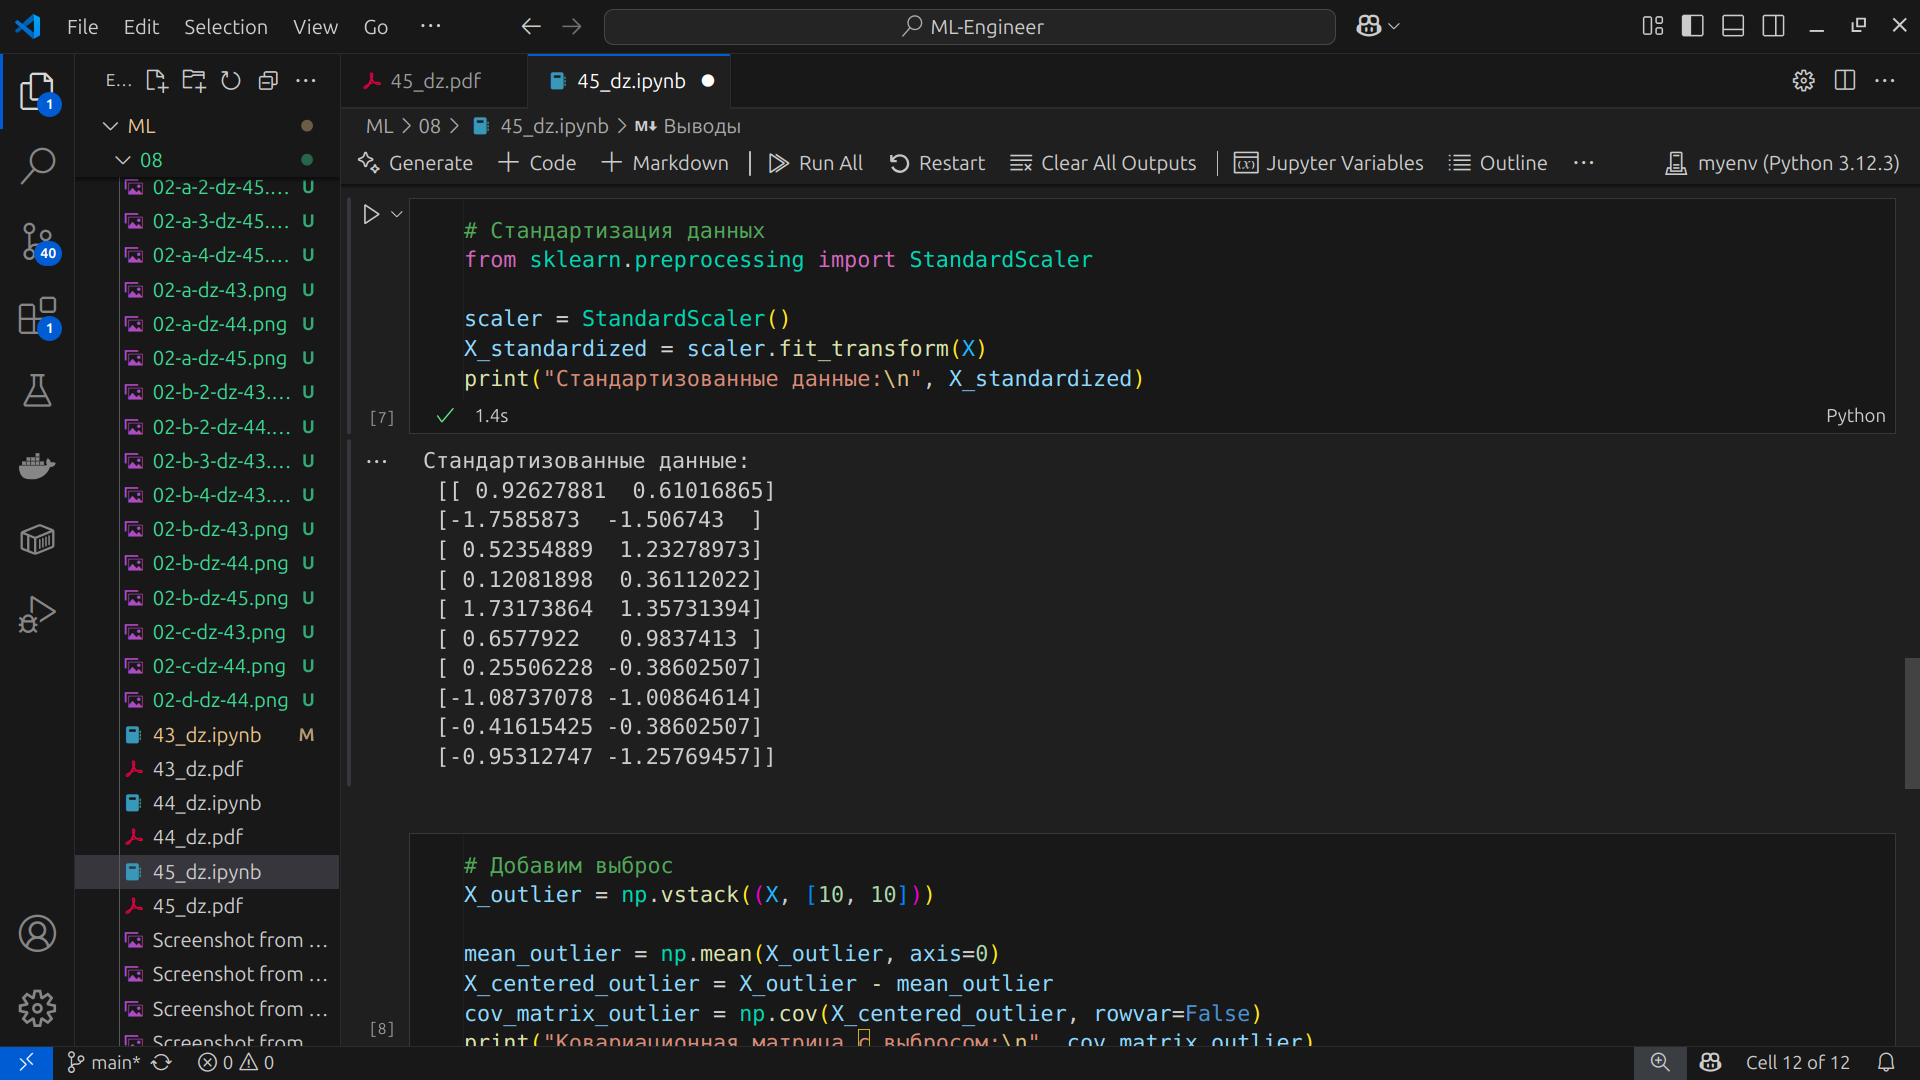 File Edit Selection View Go ···
ML-Engineer
E... ···
45_dz.pdf
45_dz.ipynb
ML
08
ML > 08 > 45_dz.ipynb > M↓ Выводы
Generate + Code + Markdown | Run All Restart Clear All Outputs | Jupyter Variables Outline ··· myenv (Python 3.12.3)
1
40
1
02-a-2-dz-45.... U
02-a-3-dz-45.... U
02-a-4-dz-45.... U
02-a-dz-43.png U
02-a-dz-44.png U
02-a-dz-45.png U
02-b-2-dz-43.... U
02-b-2-dz-44.... U
02-b-3-dz-43.... U
02-b-4-dz-43.... U
02-b-dz-43.png U
02-b-dz-44.png U
02-b-dz-45.png U
02-c-dz-43.png U
02-c-dz-44.png U
02-d-dz-44.png U
43_dz.ipynb M
43_dz.pdf
44_dz.ipynb
44_dz.pdf
45_dz.ipynb
45_dz.pdf
Screenshot from ...
Screenshot from ...
Screenshot from ...
Screenshot from
# Стандартизация данных
from sklearn.preprocessing import StandardScaler
scaler = StandardScaler()
X_standardized = scaler.fit_transform(X)
print("Стандартизованные данные:\n", X_standardized)
[7] 1.4s Python
Стандартизованные данные:
[[ 0.92627881  0.61016865]
[-1.7585873  -1.506743  ]
[ 0.52354889  1.23278973]
[ 0.12081898  0.36112022]
[ 1.73173864  1.35731394]
[ 0.6577922   0.9837413 ]
[ 0.25506228 -0.38602507]
[-1.08737078 -1.00864614]
[-0.41615425 -0.38602507]
[-0.95312747 -1.25769457]]
# Добавим выброс
X_outlier = np.vstack((X, [10, 10]))
mean_outlier = np.mean(X_outlier, axis=0)
X_centered_outlier = X_outlier - mean_outlier
cov_matrix_outlier = np.cov(X_centered_outlier, rowvar=False)
[8]
print("Ковариационная матрица с выбросом:\n", cov_matrix_outlier)
main* 0 0 Cell 12 of 12